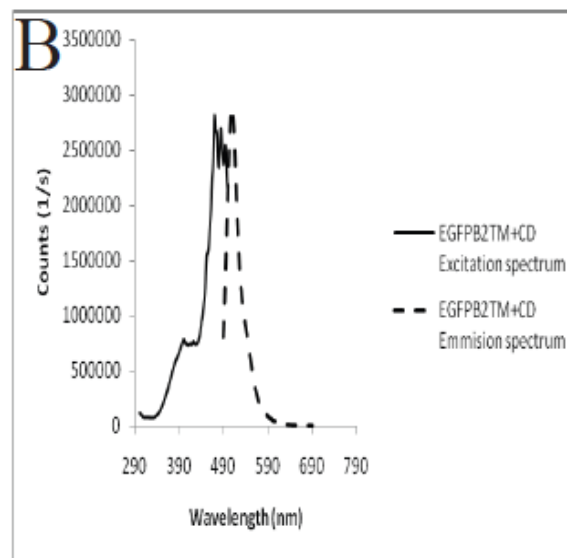 B
3500000
3000000
2500000
2000000
1500000
1000000
500000
0
Counts (1/s)
290 390 490 590 690 790
Wavelength (nm)
EGFPB2TM+CD
Excitation spectrum
EGFPB2TM+CD
Emmision spectrum